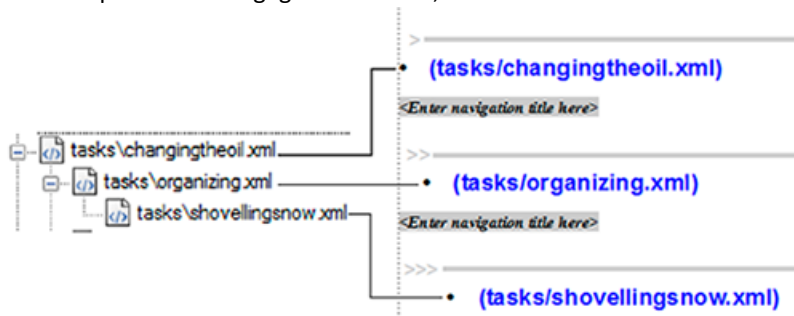 >
• (tasks/changingtheoil.xml)
<Enter navigation title here>
tasks\changingtheoil.xml
>>
tasks\organizing.xml
• (tasks/organizing.xml)
tasks\shovellingsnow.xml
<Enter navigation title here>
>>>
• (tasks/shovellingsnow.xml)